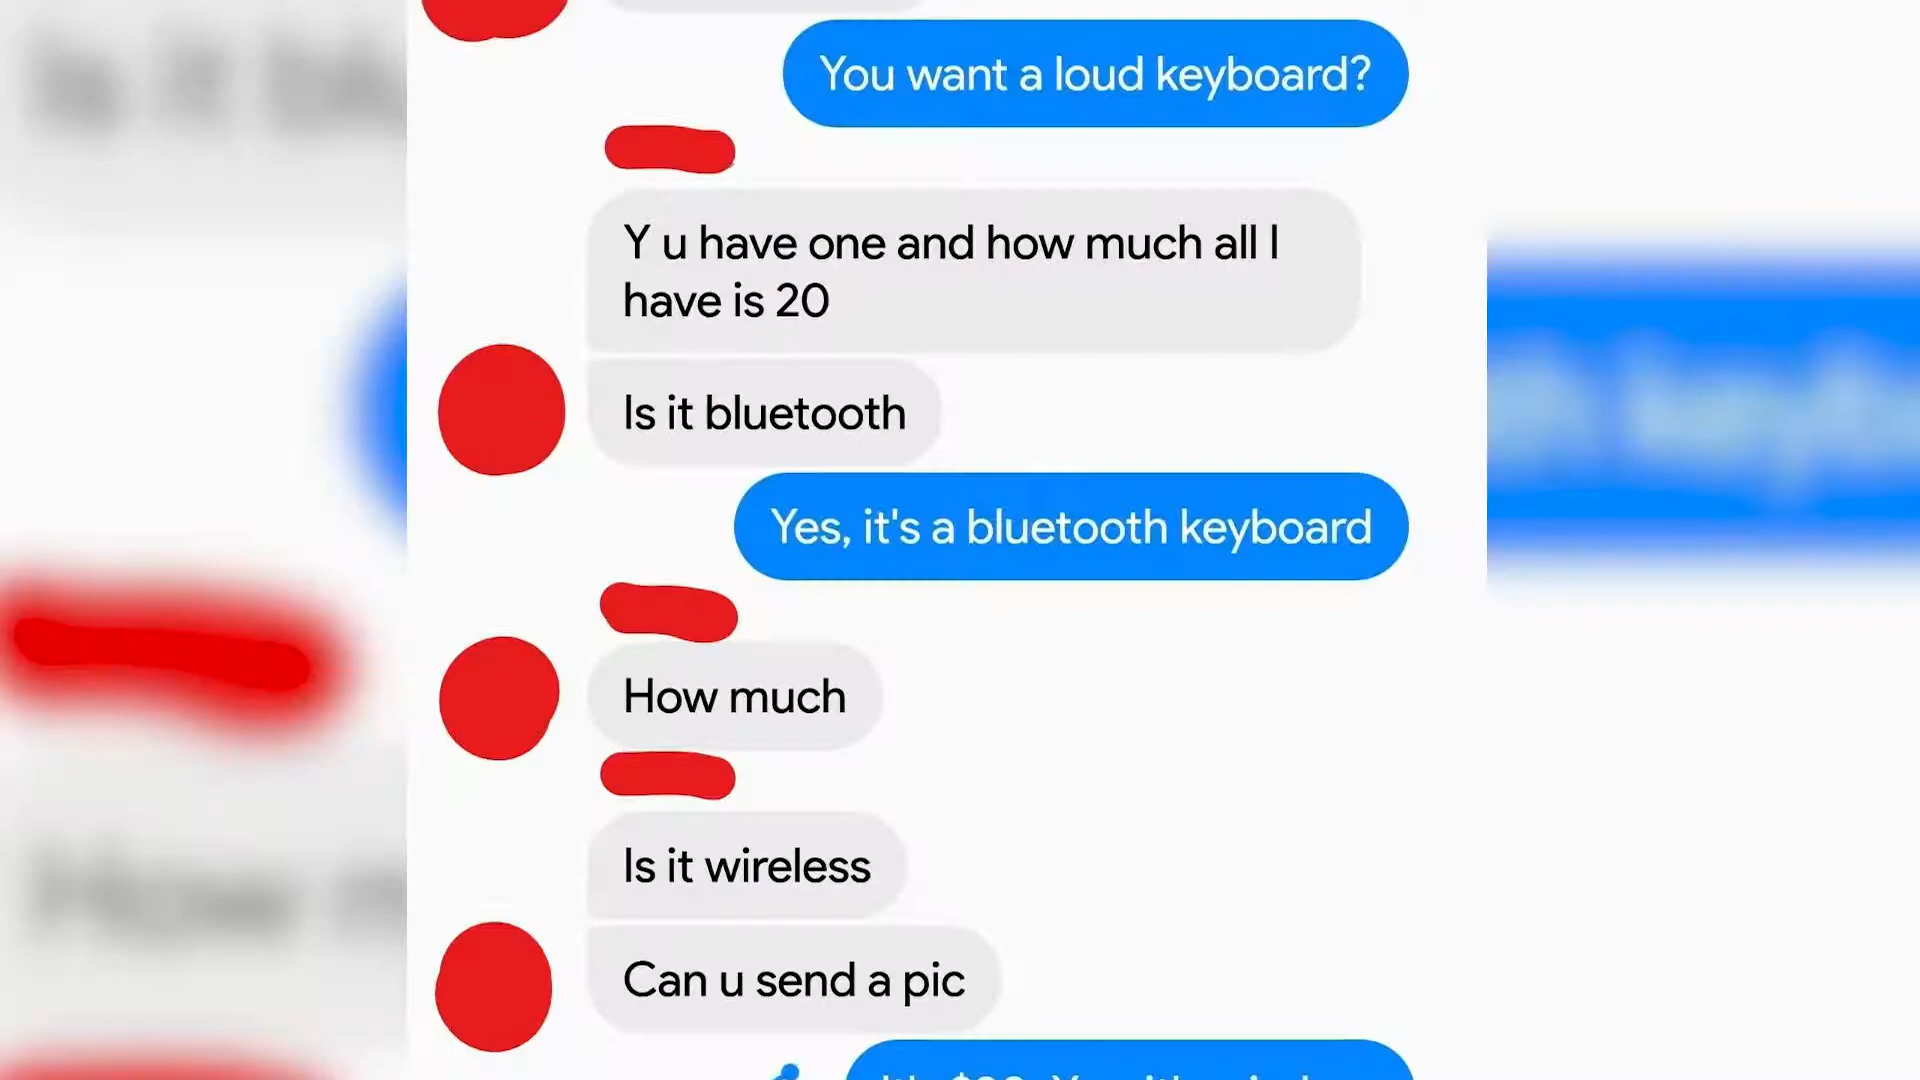 You want a loud keyboard?
Y u have one and how much all I
have is 20
Is it bluetooth
Yes, it's a bluetooth keyboard
How much
Is it wireless
Can u send a pic